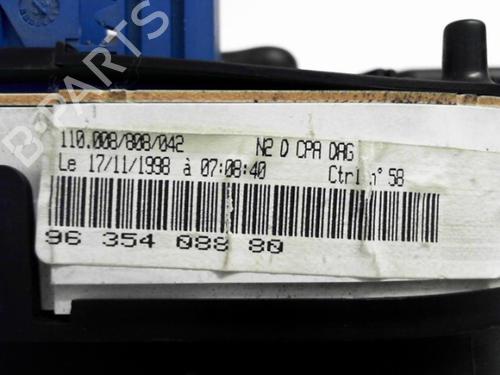 B-PARTS
110.008/808/042 N2 D CPA DAG
Le 17/11/1998 à 07:08:40 Ctrl n° 58
96 354 088 80